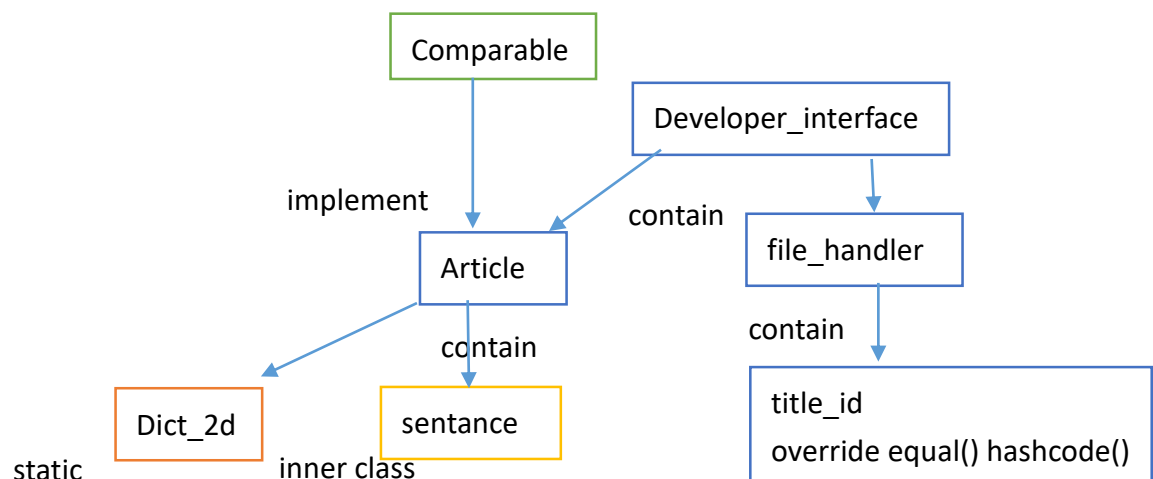 Comparable
Developer_interface
implement
contain
Article
file_handler
contain
contain
Dict_2d
sentance
title_id
override equal() hashcode()
static
inner class